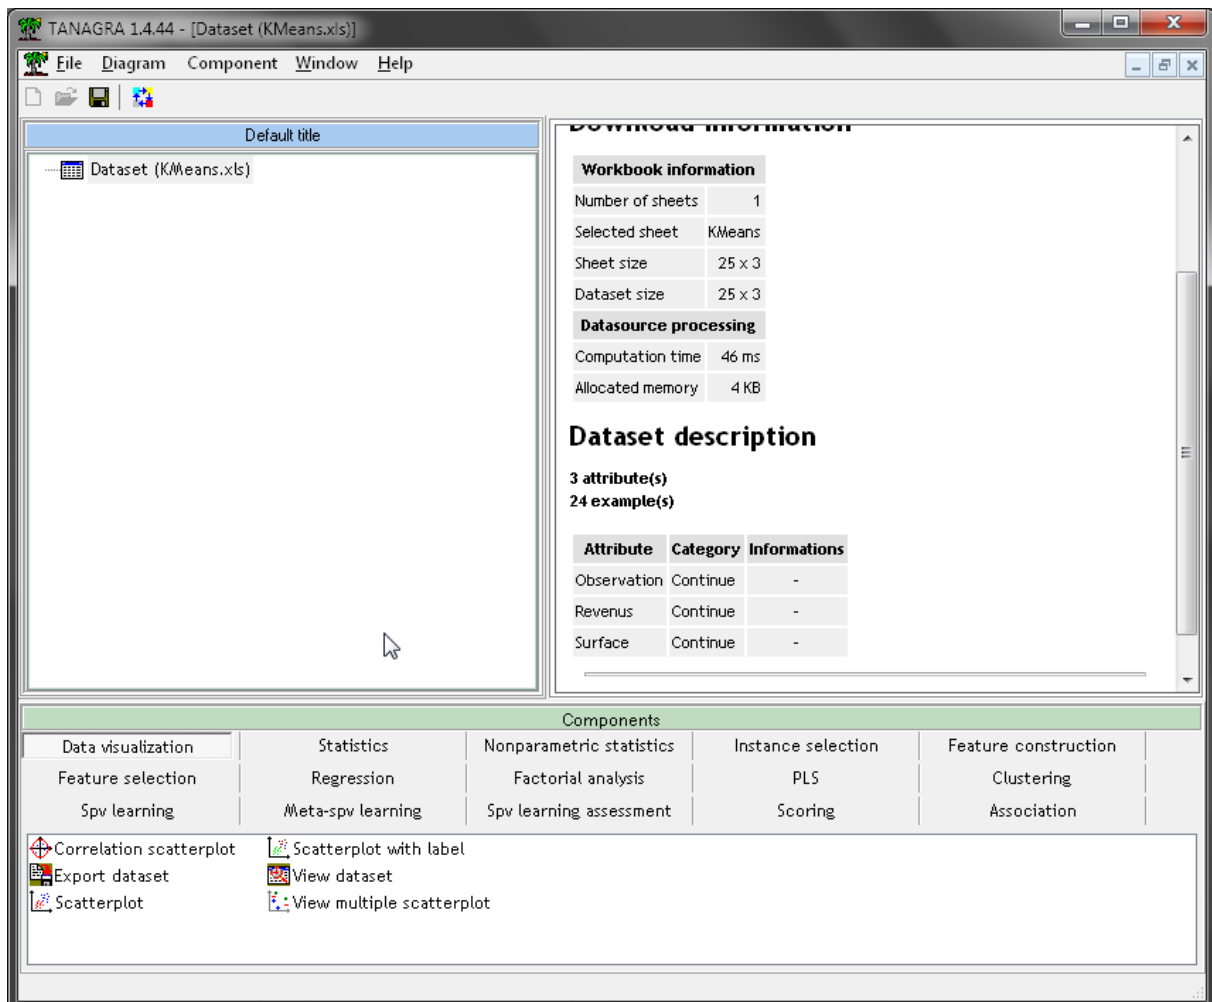 TANAGRA 1.4.44 - [Dataset (KMeans.xls)]
File Diagram Component Window Help
Default title
Dataset (KMeans.xls)
Download information
Workbook information
Number of sheets 1
Selected sheet KMeans
Sheet size 25 x 3
Dataset size 25 x 3
Datasource processing
Computation time 46 ms
Allocated memory 4 KB
Dataset description
3 attribute(s)
24 example(s)
Attribute Category Informations
Observation Continue -
Revenus Continue -
Surface Continue -
Components
Data visualization Statistics Nonparametric statistics Instance selection Feature construction
Feature selection Regression Factorial analysis PLS Clustering
Spv learning Meta-spv learning Spv learning assessment Scoring Association
Correlation scatterplot Scatterplot with label
Export dataset View dataset
Scatterplot View multiple scatterplot